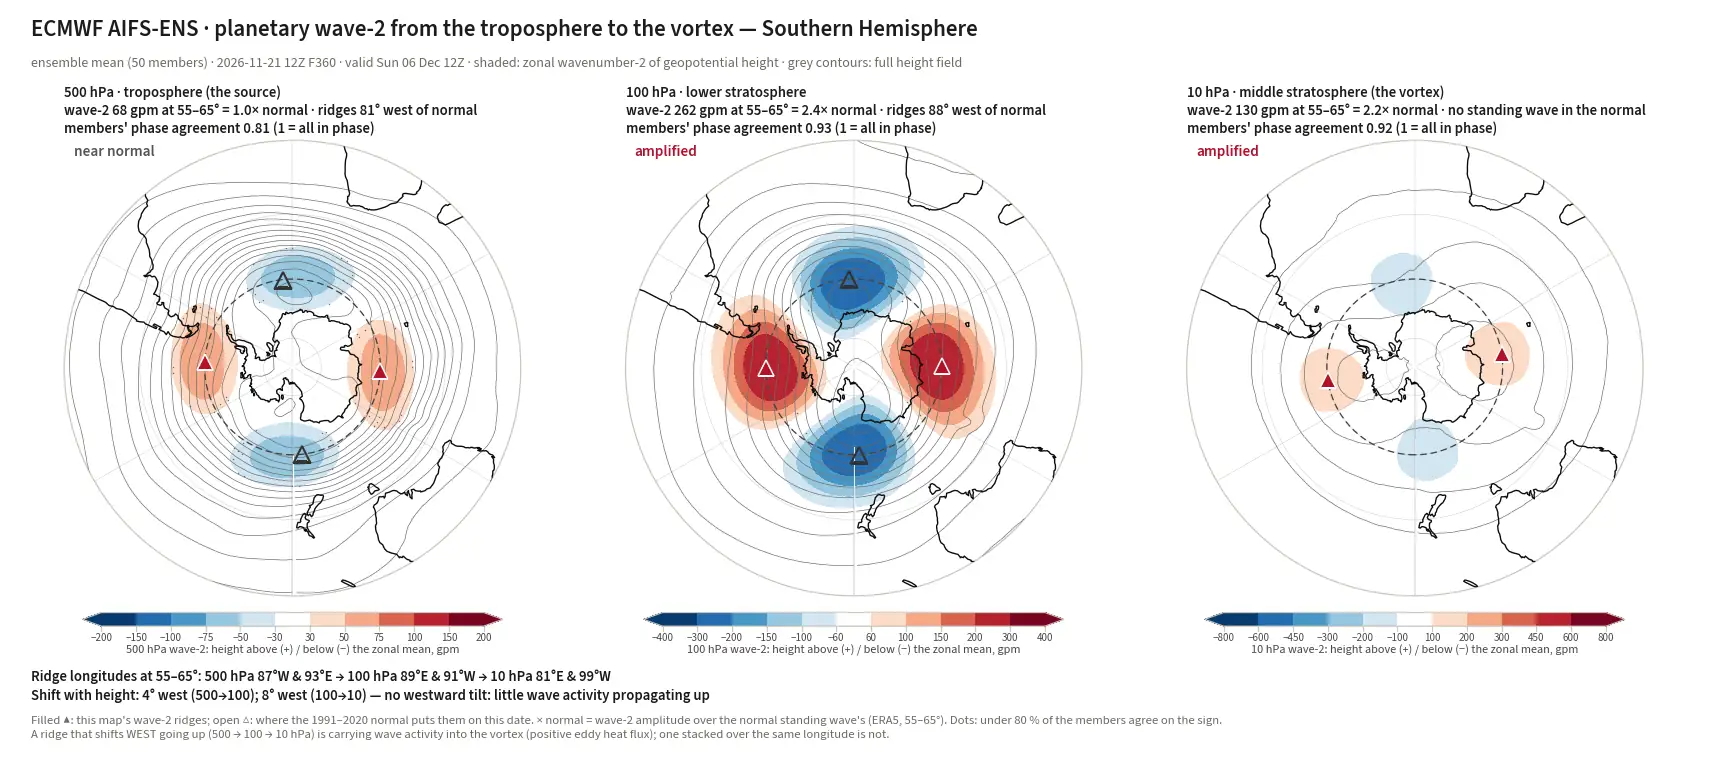 ECMWF AIFS-ENS · planetary wave-2 from the troposphere to the vortex — Southern Hemisphere
ensemble mean (50 members) · 2026-11-21 12Z F360 · valid Sun 06 Dec 12Z · shaded: zonal wavenumber-2 of geopotential height · grey contours: full height field
500 hPa · troposphere (the source)
wave-2 68 gpm at 55–65° = 1.0× normal · ridges 81° west of normal
members' phase agreement 0.81 (1 = all in phase)
near normal
100 hPa · lower stratosphere
wave-2 262 gpm at 55–65° = 2.4× normal · ridges 88° west of normal
members' phase agreement 0.93 (1 = all in phase)
amplified
10 hPa · middle stratosphere (the vortex)
wave-2 130 gpm at 55–65° = 2.2× normal · no standing wave in the normal
members' phase agreement 0.92 (1 = all in phase)
amplified
−200 −150 −100 −75 −50 −30 30 50 75 100 150 200
500 hPa wave-2: height above (+) / below (−) the zonal mean, gpm
−400 −300 −200 −150 −100 −60 60 100 150 200 300 400
100 hPa wave-2: height above (+) / below (−) the zonal mean, gpm
−800 −600 −450 −300 −200 −100 100 200 300 450 600 800
10 hPa wave-2: height above (+) / below (−) the zonal mean, gpm
Ridge longitudes at 55–65°: 500 hPa 87°W & 93°E → 100 hPa 89°E & 91°W → 10 hPa 81°E & 99°W
Shift with height: 4° west (500→100); 8° west (100→10) — no westward tilt: little wave activity propagating up
Filled ▲: this map's wave-2 ridges; open △: where the 1991–2020 normal puts them on this date. × normal = wave-2 amplitude over the normal standing wave's (ERA5, 55–65°). Dots: under 80 % of the members agree on the sign.
A ridge that shifts WEST going up (500 → 100 → 10 hPa) is carrying wave activity into the vortex (positive eddy heat flux); one stacked over the same longitude is not.